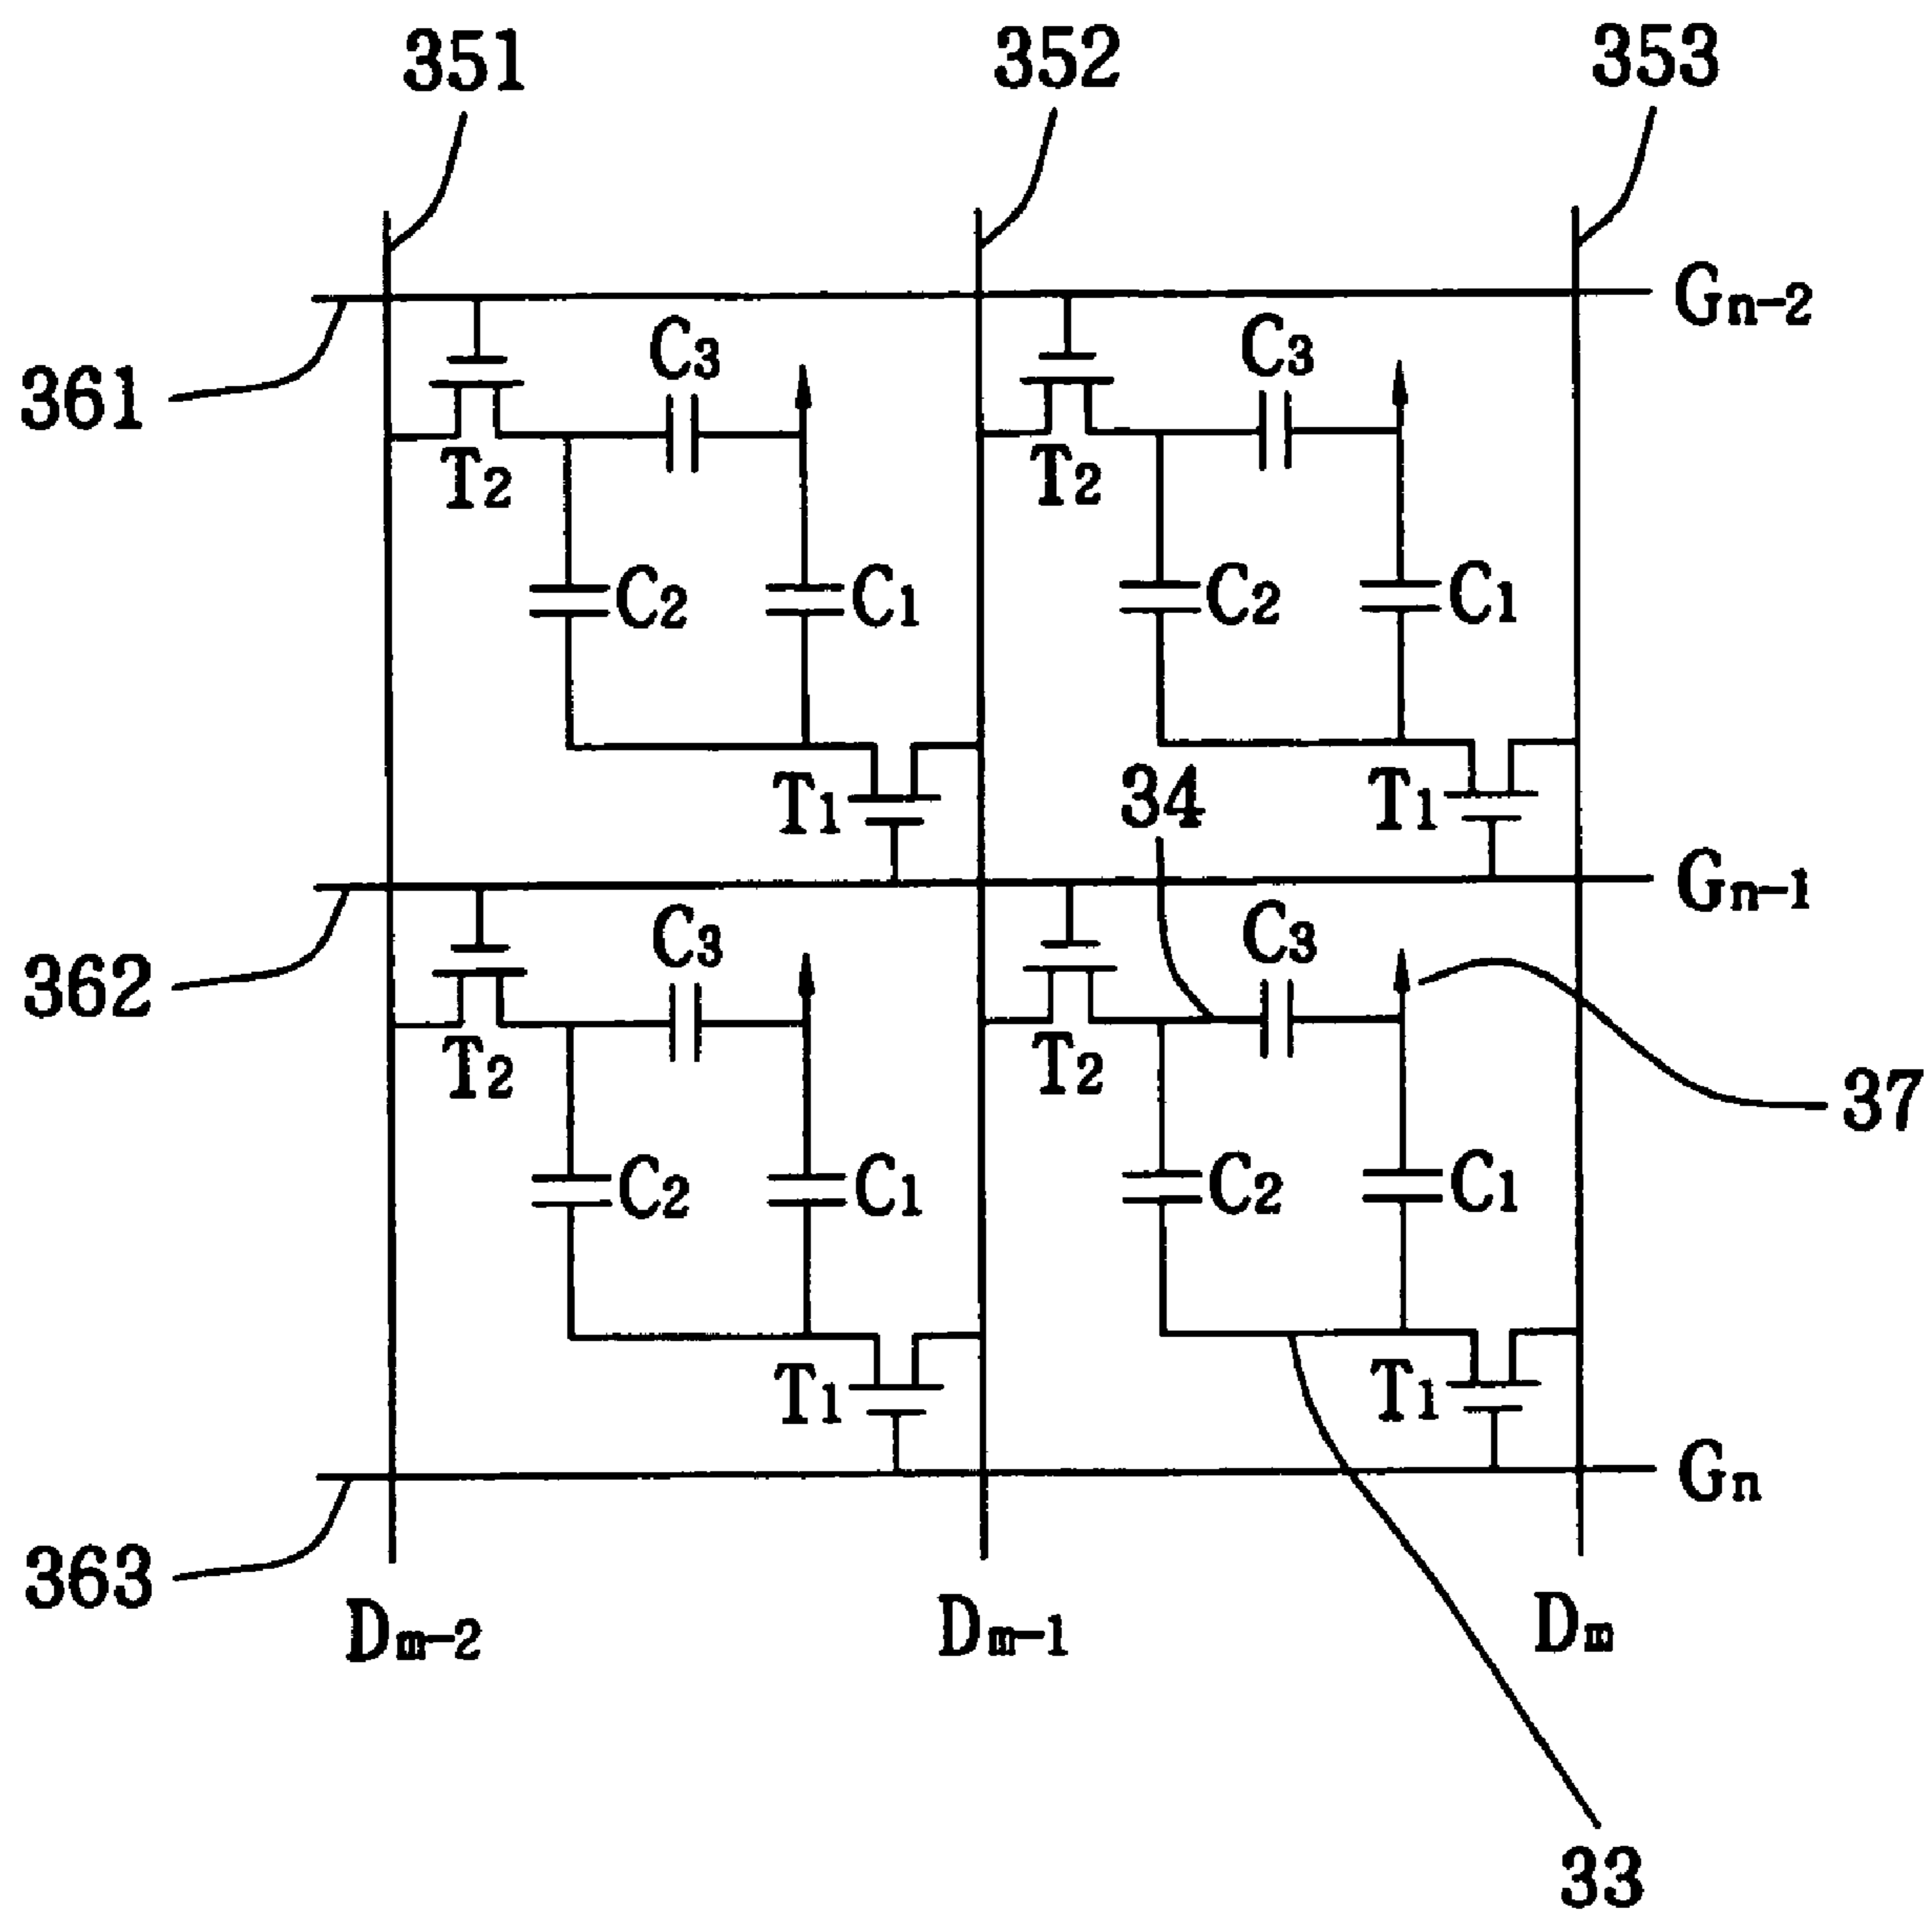 351 352 353
Gn-2
361
C3 C3
T2 T2
C2 C1 C2 C1
34
T1 T1
Gn-1
362
C3 C3
T2 T2
37
C2 C1 C2 C1
T1 T1
Gn
363
Dm-2 Dm-1 Dm
33